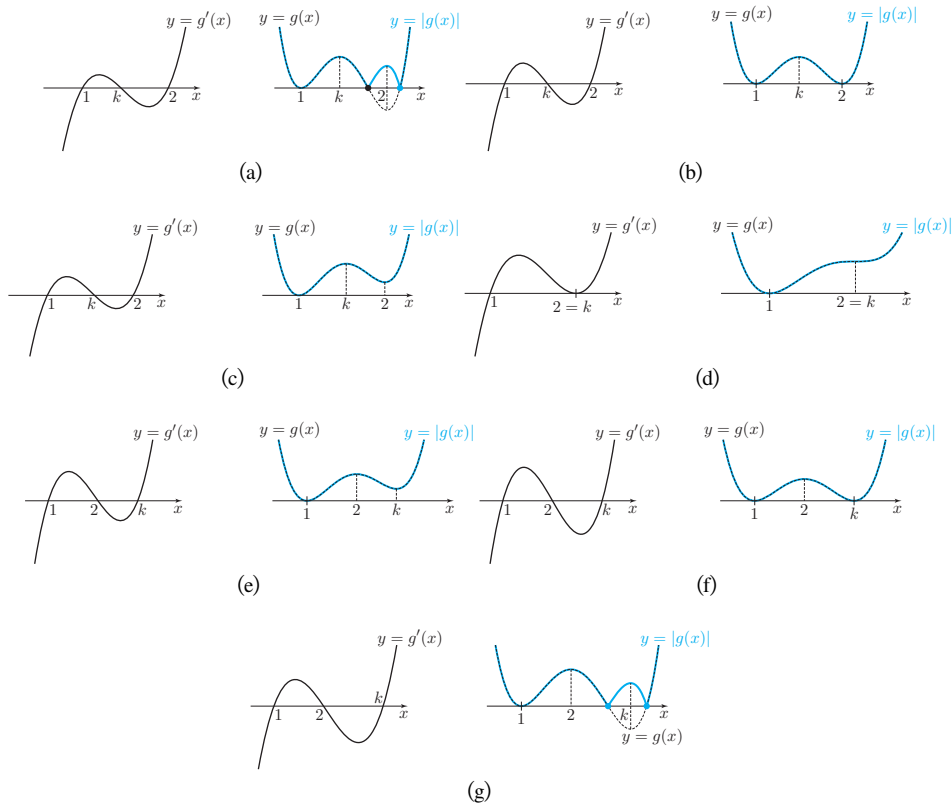 y = g′(x) y = g(x) y = |g(x)| y = g′(x) y = g(x) y = |g(x)|
1 k 2 x 1 k 2 x 1 k 2 x 1 k 2 x
(a) (b)
y = g′(x) y = g(x) y = |g(x)| y = g′(x) y = g(x) y = |g(x)|
1 k 2 x 1 k 2 x 1 2 = k x 1 2 = k x
(c) (d)
y = g′(x) y = g(x) y = |g(x)| y = g′(x) y = g(x) y = |g(x)|
1 2 k x 1 2 k x 1 2 k x 1 2 k x
(e) (f)
y = g′(x) y = |g(x)|
1 2 k x 1 2 k x
y = g(x)
(g)